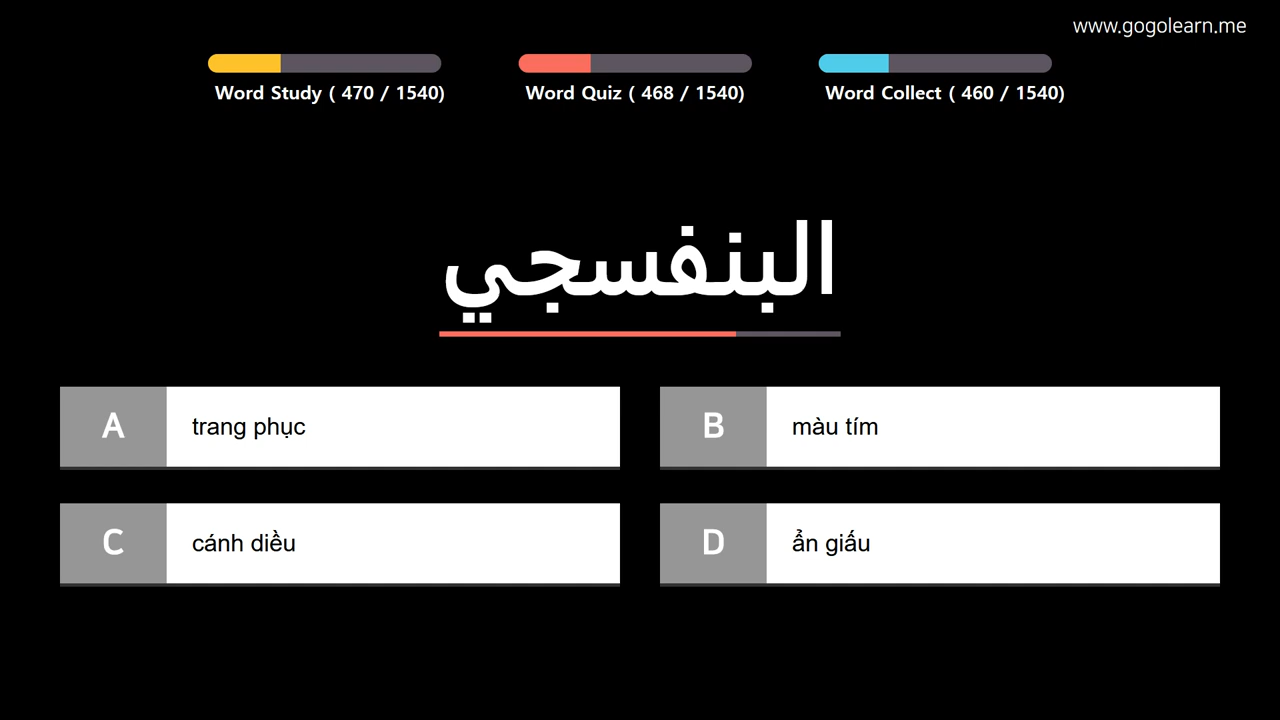 www.gogolearn.me
Word Study ( 470 / 1540)
Word Quiz ( 468 / 1540)
Word Collect ( 460 / 1540)
البنفسجي
A trang phục
B màu tím
C cánh diều
D ẩn giấu